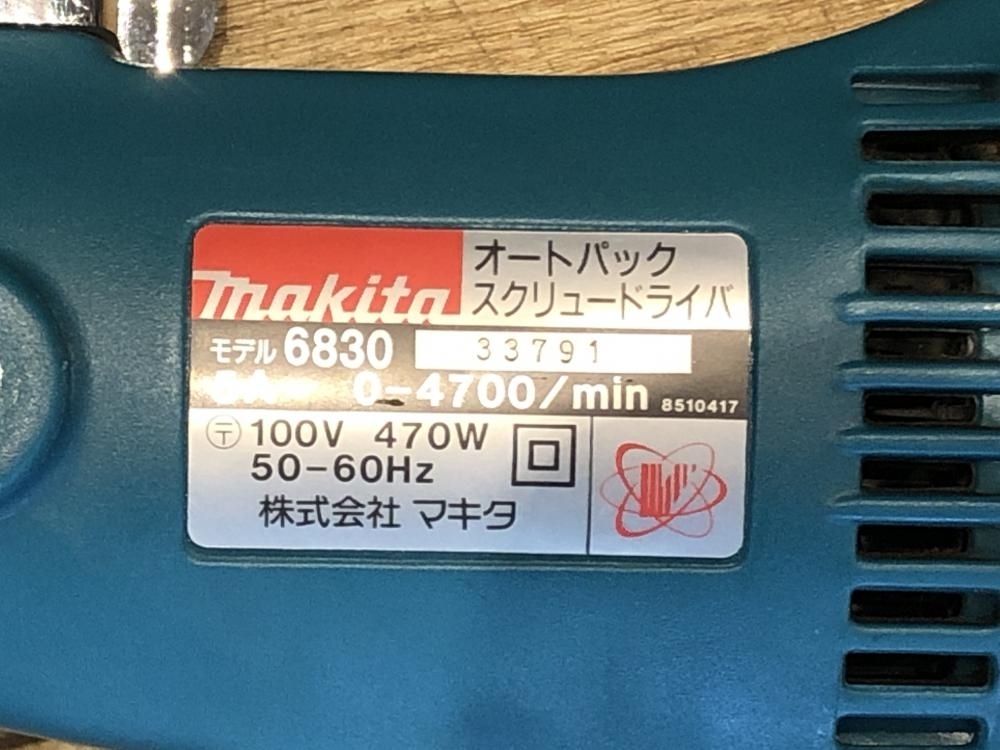 makita
オートパック
スクリュードライバ
モデル 6830 33791
5A 0-4700/min 8510417
〒 100V 470W
50-60Hz
株式会社 マキタ